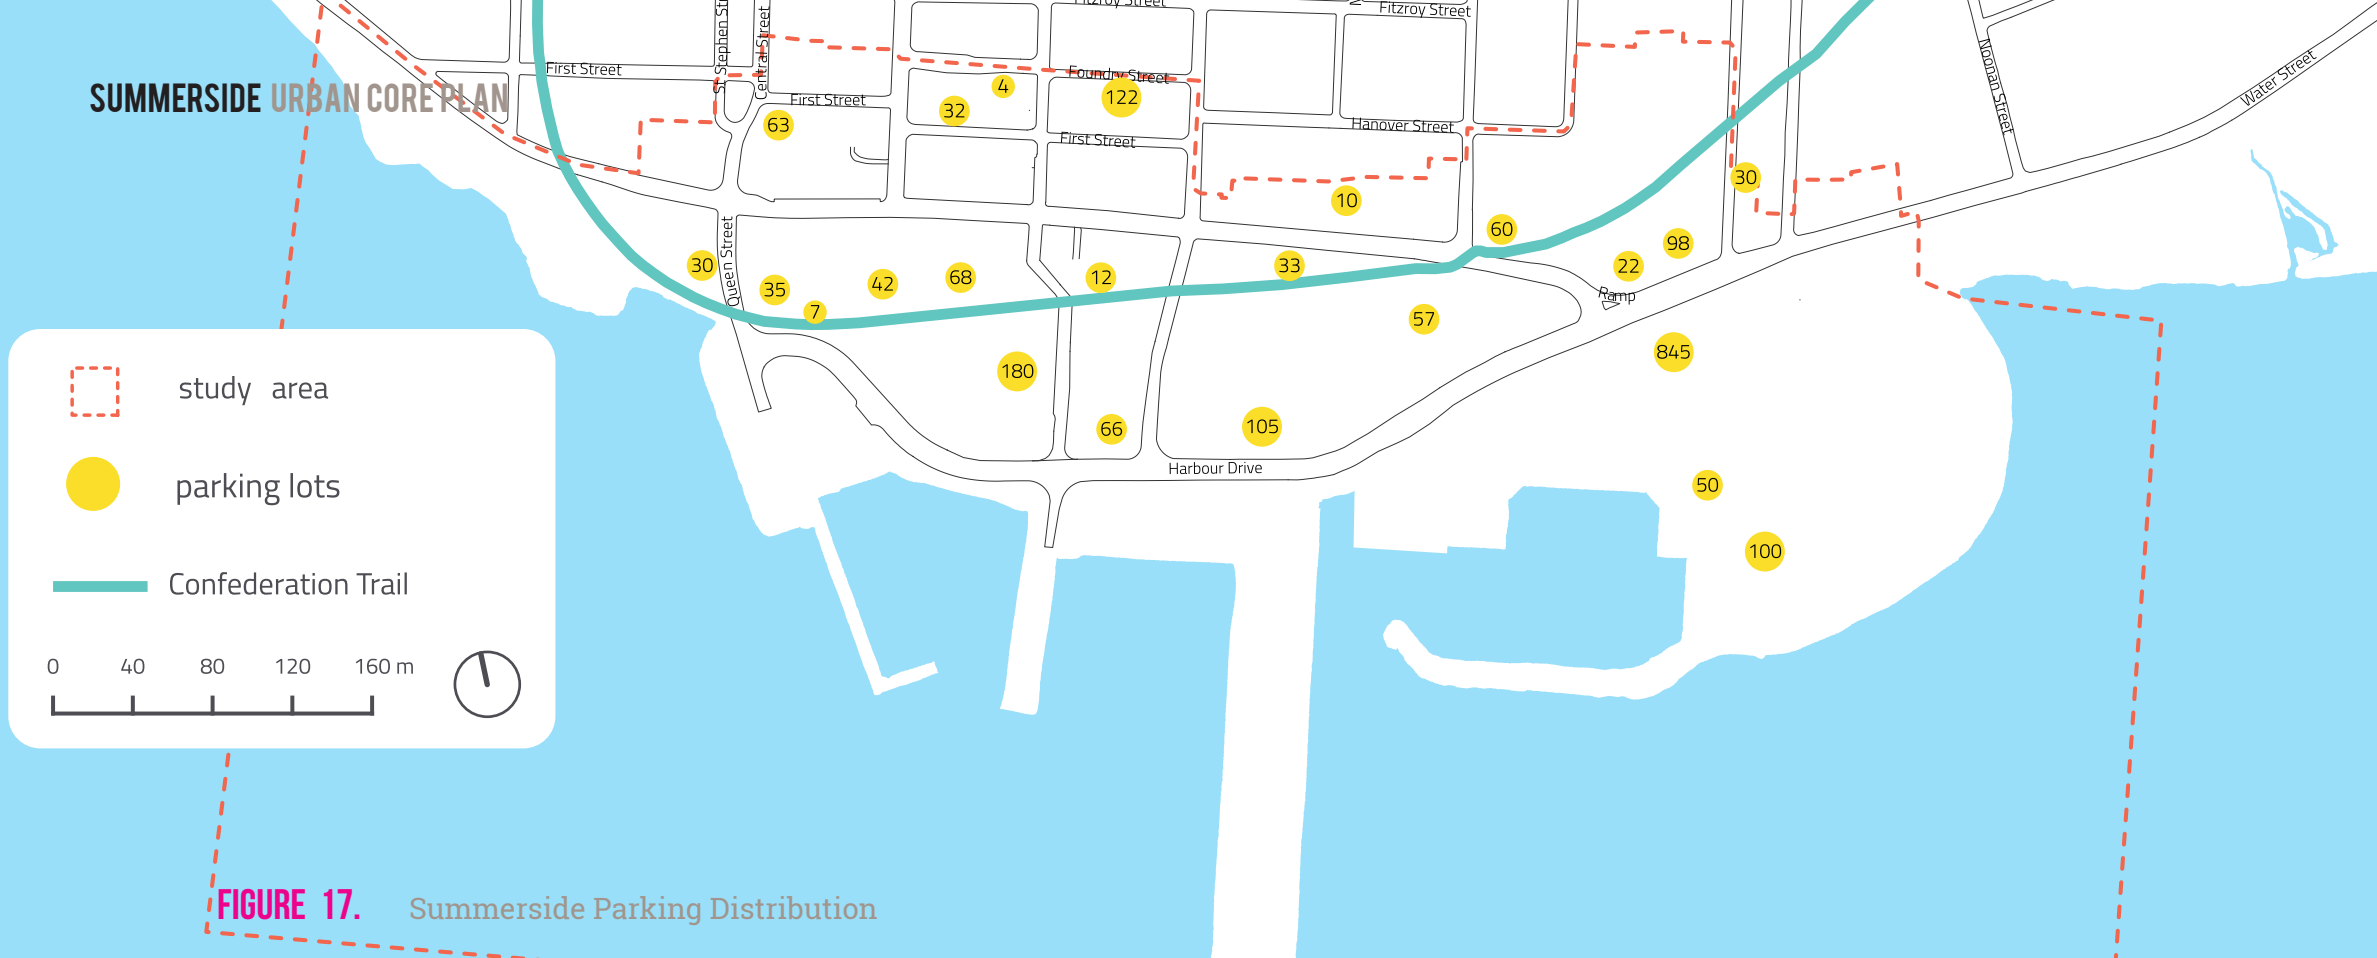 Fitzroy Street
Fitzroy Street
St. Stephen Str
Central Street
First Street
Foundry Street
4
122
32
First Street
63
SUMMERSIDE URBAN CORE PLAN
Hanover Street
First Street
Noonan Street
Water Street
30
10
60
98
Queen Street
30
35
42
68
12
33
22
7
Ramp
57
845
180
66
105
Harbour Drive
50
100
study area
parking lots
Confederation Trail
0 40 80 120 160 m
FIGURE 17. Summerside Parking Distribution